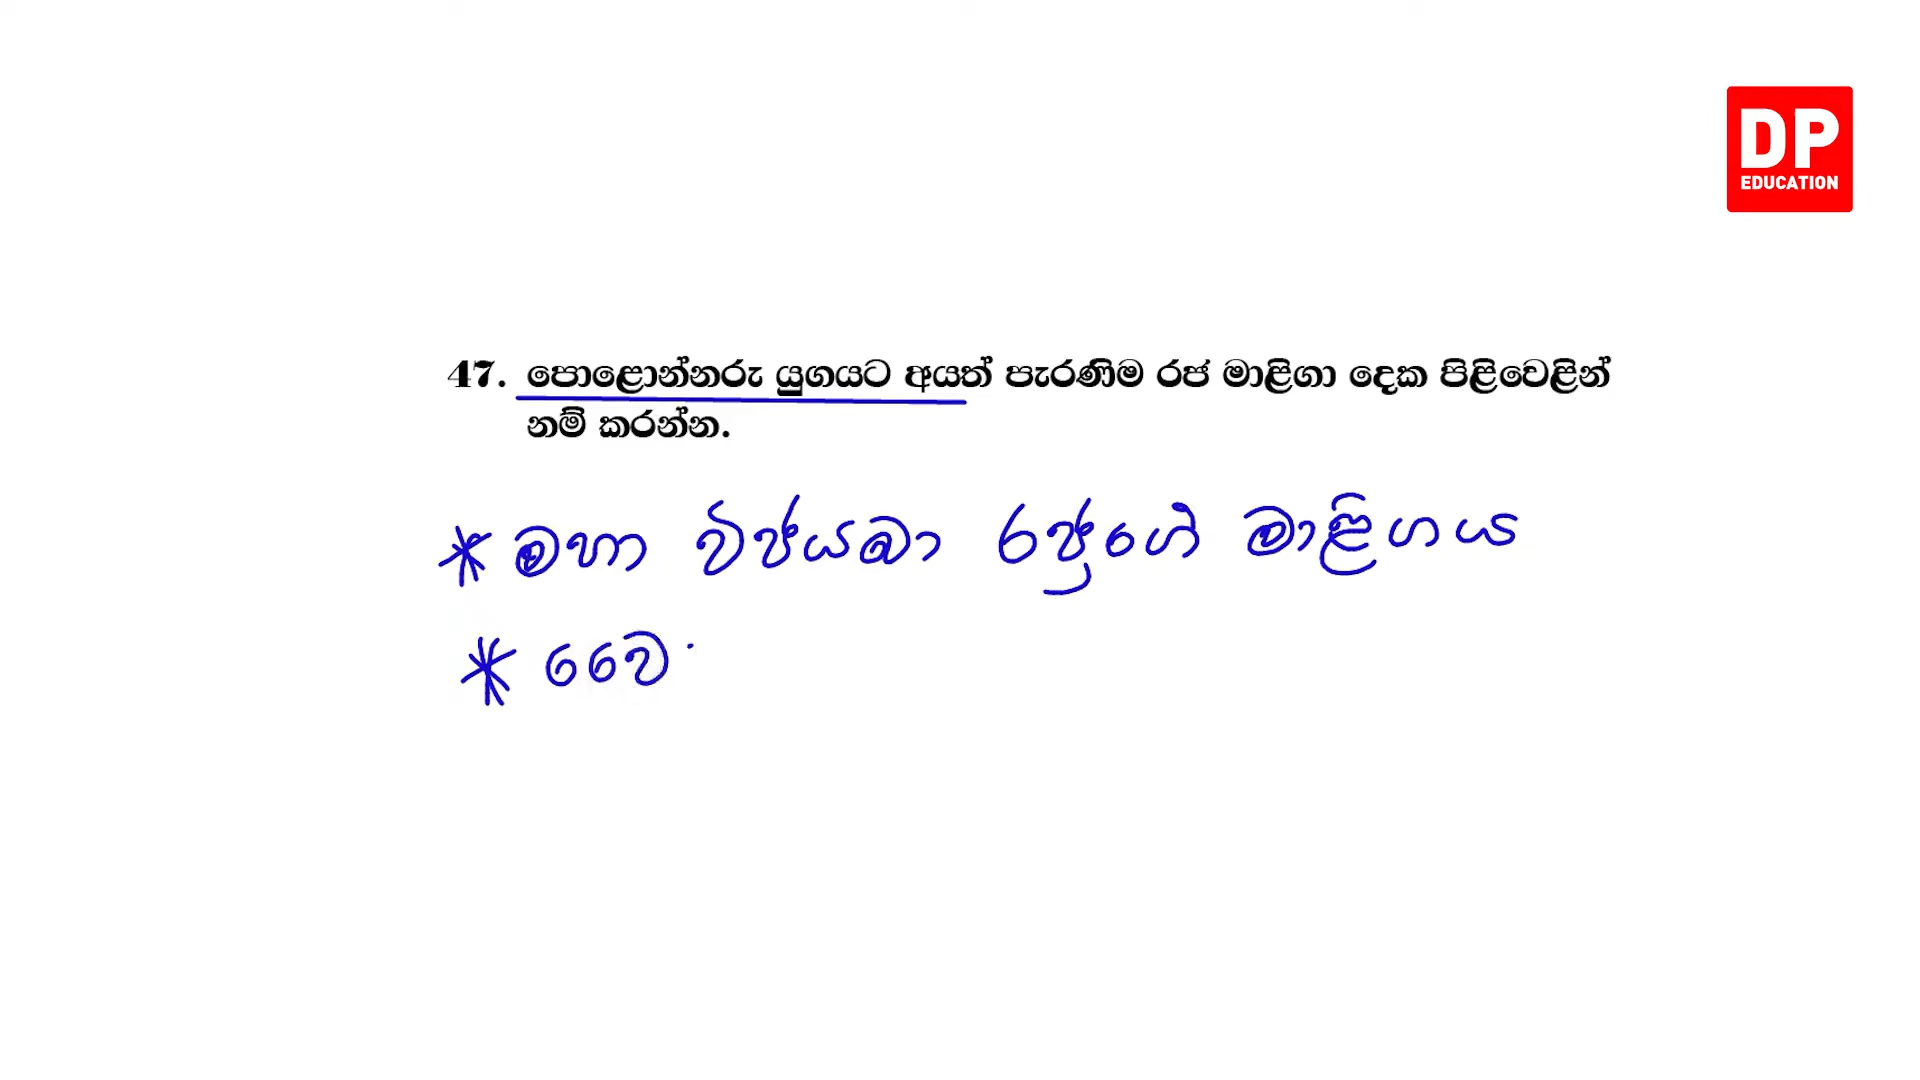 DP
EDUCATION
47. පොළොන්නරු යුගයට අයත් පැරණිම රජ මාළිගා දෙක පිළිවෙළින්
නම් කරන්න.
* මහා විජයබා රජුගේ මාළිගය
* වෛ